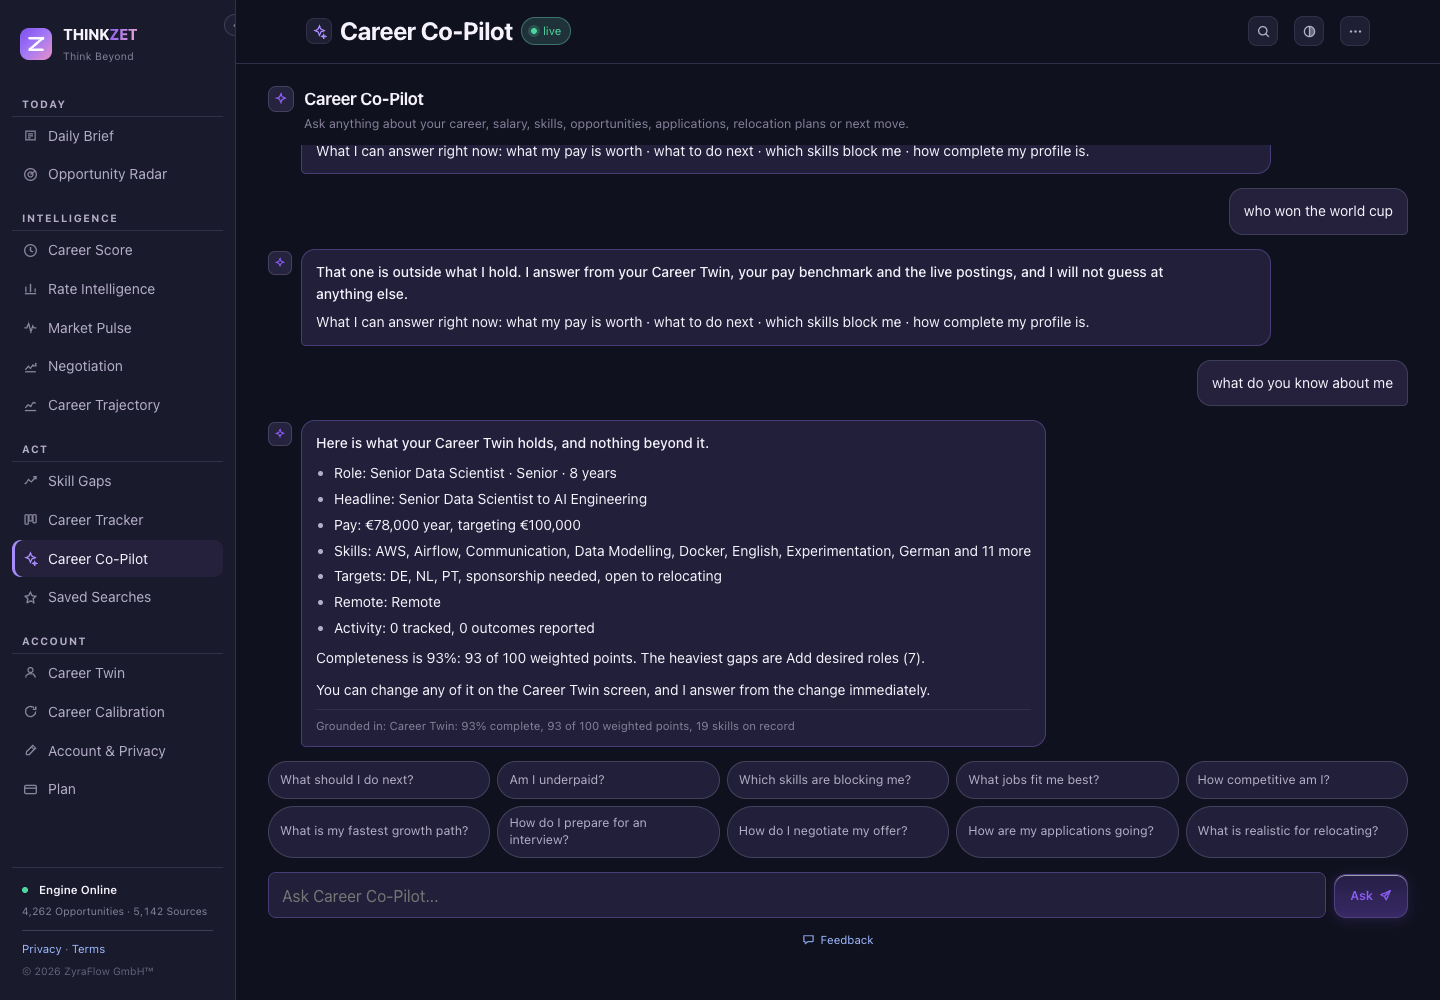 THINKZET
Think Beyond
TODAY
Daily Brief
Opportunity Radar
INTELLIGENCE
Career Score
Rate Intelligence
Market Pulse
Negotiation
Career Trajectory
ACT
Skill Gaps
Career Tracker
Career Co-Pilot
Saved Searches
ACCOUNT
Career Twin
Career Calibration
Account & Privacy
Plan
Engine Online
4,262 Opportunities · 5,142 Sources
Privacy · Terms
© 2026 ZyraFlow GmbH™
Career Co-Pilot
live
Career Co-Pilot
Ask anything about your career, salary, skills, opportunities, applications, relocation plans or next move.
What I can answer right now: what my pay is worth · what to do next · which skills block me · how complete my profile is.
who won the world cup
That one is outside what I hold. I answer from your Career Twin, your pay benchmark and the live postings, and I will not guess at
anything else.
What I can answer right now: what my pay is worth · what to do next · which skills block me · how complete my profile is.
what do you know about me
Here is what your Career Twin holds, and nothing beyond it.
• Role: Senior Data Scientist · Senior · 8 years
• Headline: Senior Data Scientist to AI Engineering
• Pay: €78,000 year, targeting €100,000
• Skills: AWS, Airflow, Communication, Data Modelling, Docker, English, Experimentation, German and 11 more
• Targets: DE, NL, PT, sponsorship needed, open to relocating
• Remote: Remote
• Activity: 0 tracked, 0 outcomes reported
Completeness is 93%: 93 of 100 weighted points. The heaviest gaps are Add desired roles (7).
You can change any of it on the Career Twin screen, and I answer from the change immediately.
Grounded in: Career Twin: 93% complete, 93 of 100 weighted points, 19 skills on record
What should I do next?
Am I underpaid?
Which skills are blocking me?
What jobs fit me best?
How competitive am I?
What is my fastest growth path?
How do I prepare for an
interview?
How do I negotiate my offer?
How are my applications going?
What is realistic for relocating?
Ask Career Co-Pilot...
Ask
Feedback